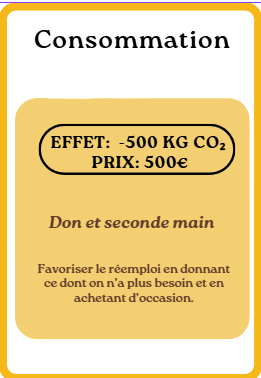 Consommation
EFFET: -500 KG CO₂
PRIX: 500€
Don et seconde main
Favoriser le réemploi en donnant
ce dont on n'a plus besoin et en
achetant d'occasion.